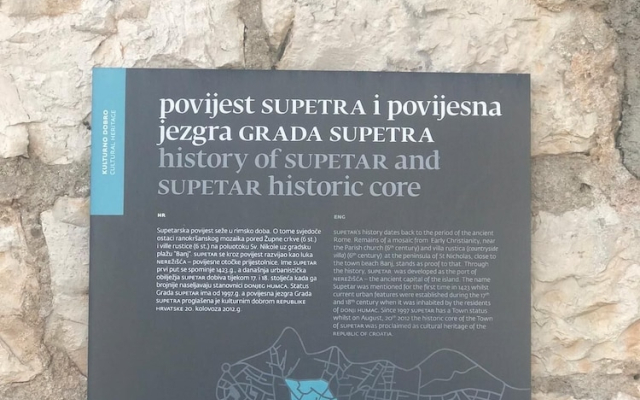 KULTURNO DOBRO
CULTURAL HERITAGE
povijest SUPETRA i povijesna
jezgra GRADA SUPETRA
history of SUPETAR and
SUPETAR historic core
HR
Supetarska povijest seže u rimsko doba. O tome svjedoče
ostaci ranokršćanskog mozaika pored Župne crkve (6 st.)
i ville rustice (6 st.) na poluotoku Sv. Nikole uz gradsku
plažu "Banj". SUPETAR se kroz povijest razvijao kao luka
NEREŽIŠĆA – povijesne otočke prijestolnice. Ime SUPETAR
prvi put se spominje 1423.g., a današnja urbanistička
obilježja SUPETAR dobiva tijekom 17. i 18. stoljeća kada ga
brojnije naseljavaju stanovnici DONJEG HUMCA. Status
Grada SUPETAR ima od 1997.g. a povijesna jezgra Grada
SUPETRA proglašena je kulturnim dobrom REPUBLIKE
HRVATSKE 20. kolovoza 2012.g.
ENG
SUPETAR's history dates back to the period of the ancient
Rome. Remains of a mosaic from Early Christianity, near
the Parish church (6th century) and villa rustica (countryside
villa) (6th century) at the peninsula of St Nicholas, close to
the town beach Banj, stands as proof to that. Through
the history, SUPETAR was developed as the port of
NEREŽIŠĆA – the ancient capital of the island. The name
Supetar was mentioned for the first time in 1423 whilst
current urban features were established during the 17th
and 18th century when it was inhabited by the residents
of DONJI HUMAC. Since 1997 SUPETAR has a Town status
whilst on August, 20th 2012 the historic core of the Town
of SUPETAR was proclaimed as cultural heritage of the
REPUBLIC OF CROATIA.